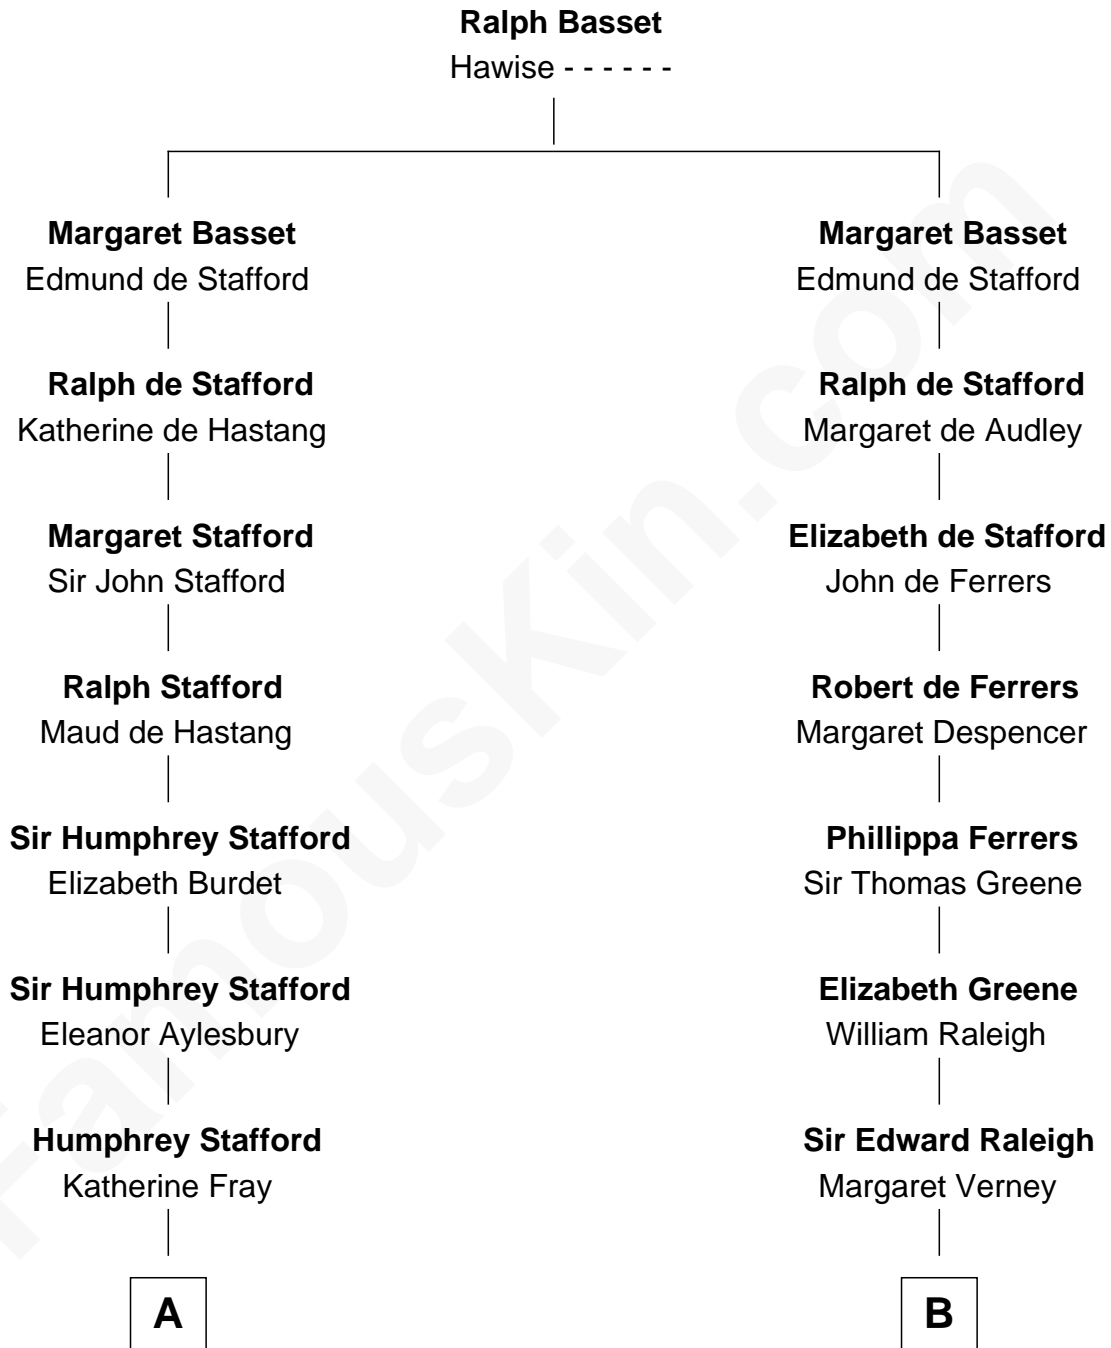 Ralph Basset
Hawise - - - - - -
Margaret Basset
Edmund de Stafford
Ralph de Stafford
Katherine de Hastang
Margaret Stafford
Sir John Stafford
Ralph Stafford
Maud de Hastang
Sir Humphrey Stafford
Elizabeth Burdet
Sir Humphrey Stafford
Eleanor Aylesbury
Humphrey Stafford
Katherine Fray
A
Margaret Basset
Edmund de Stafford
Ralph de Stafford
Margaret de Audley
Elizabeth de Stafford
John de Ferrers
Robert de Ferrers
Margaret Despencer
Phillippa Ferrers
Sir Thomas Greene
Elizabeth Greene
William Raleigh
Sir Edward Raleigh
Margaret Verney
B
FamousKin.com